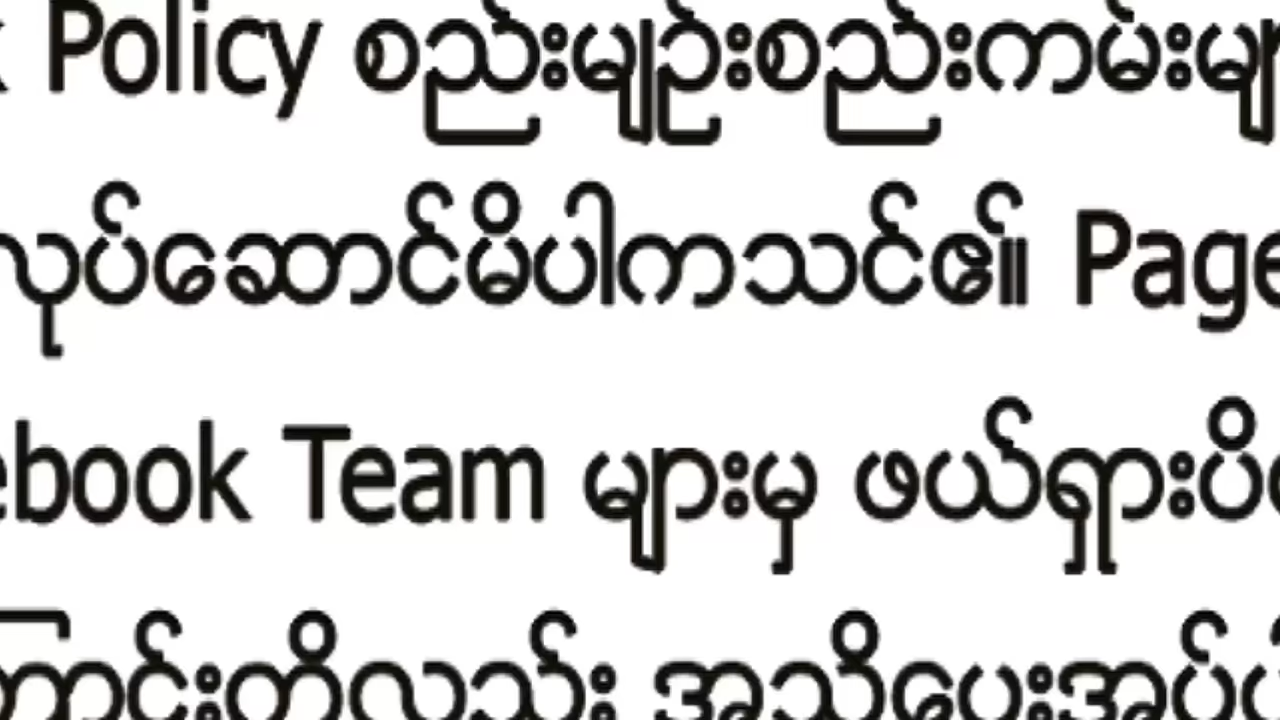 Policy စည်းမျဉ်းစည်းကမ်းမျာ
လုပ်ဆောင်မိပါကသင်၏ Page
ebook Team များမှ ဖယ်ရှားပိ
ကြောင်းကိုလည်း အသိပေးအပ်ပါ